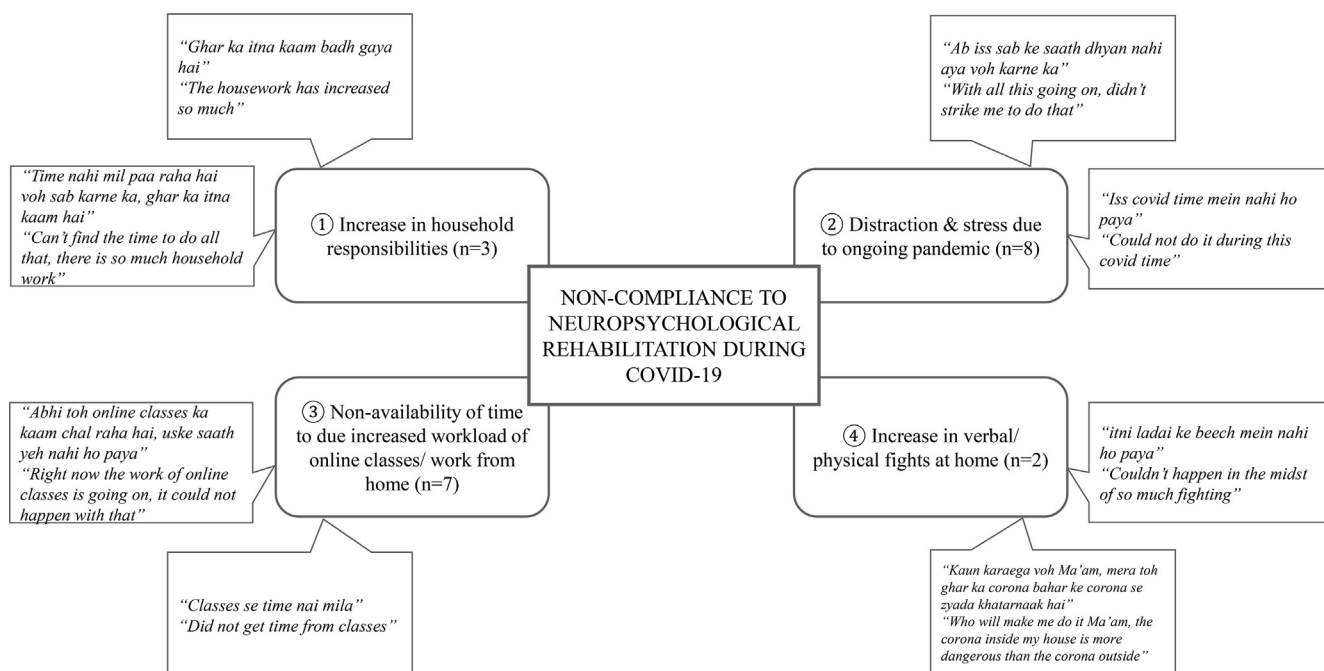 “Ghar ka itna kaam badh gaya
hai”
“The housework has increased
so much”
“Ab iss sab ke saath dhyan nahi
aya voh karne ka”
“With all this going on, didn’t
strike me to do that”
“Time nahi mil paa raha hai
voh sab karne ka, ghar ka itna
kaam hai”
“Can’t find the time to do all
that, there is so much household
work”
① Increase in household
responsibilities (n=3)
② Distraction & stress due
to ongoing pandemic (n=8)
“Iss covid time mein nahi ho
paya”
“Could not do it during this
covid time”
NON-COMPLIANCE TO
NEUROPSYCHOLOGICAL
REHABILITATION DURING
COVID-19
“Abhi toh online classes ka
kaam chal raha hai, uske saath
yeh nahi ho paya”
“Right now the work of online
classes is going on, it could not
happen with that”
③ Non-availability of time
to due increased workload of
online classes/ work from
home (n=7)
④ Increase in verbal/
physical fights at home (n=2)
“itni ladai ke beech mein nahi
ho paya”
“Couldn’t happen in the midst
of so much fighting”
“Classes se time nai mila”
“Did not get time from classes”
“Kaun karaega voh Ma’am, mera toh
ghar ka corona bahar ke corona se
zyada khatarnaak hai”
“Who will make me do it Ma’am, the
corona inside my house is more
dangerous than the corona outside”